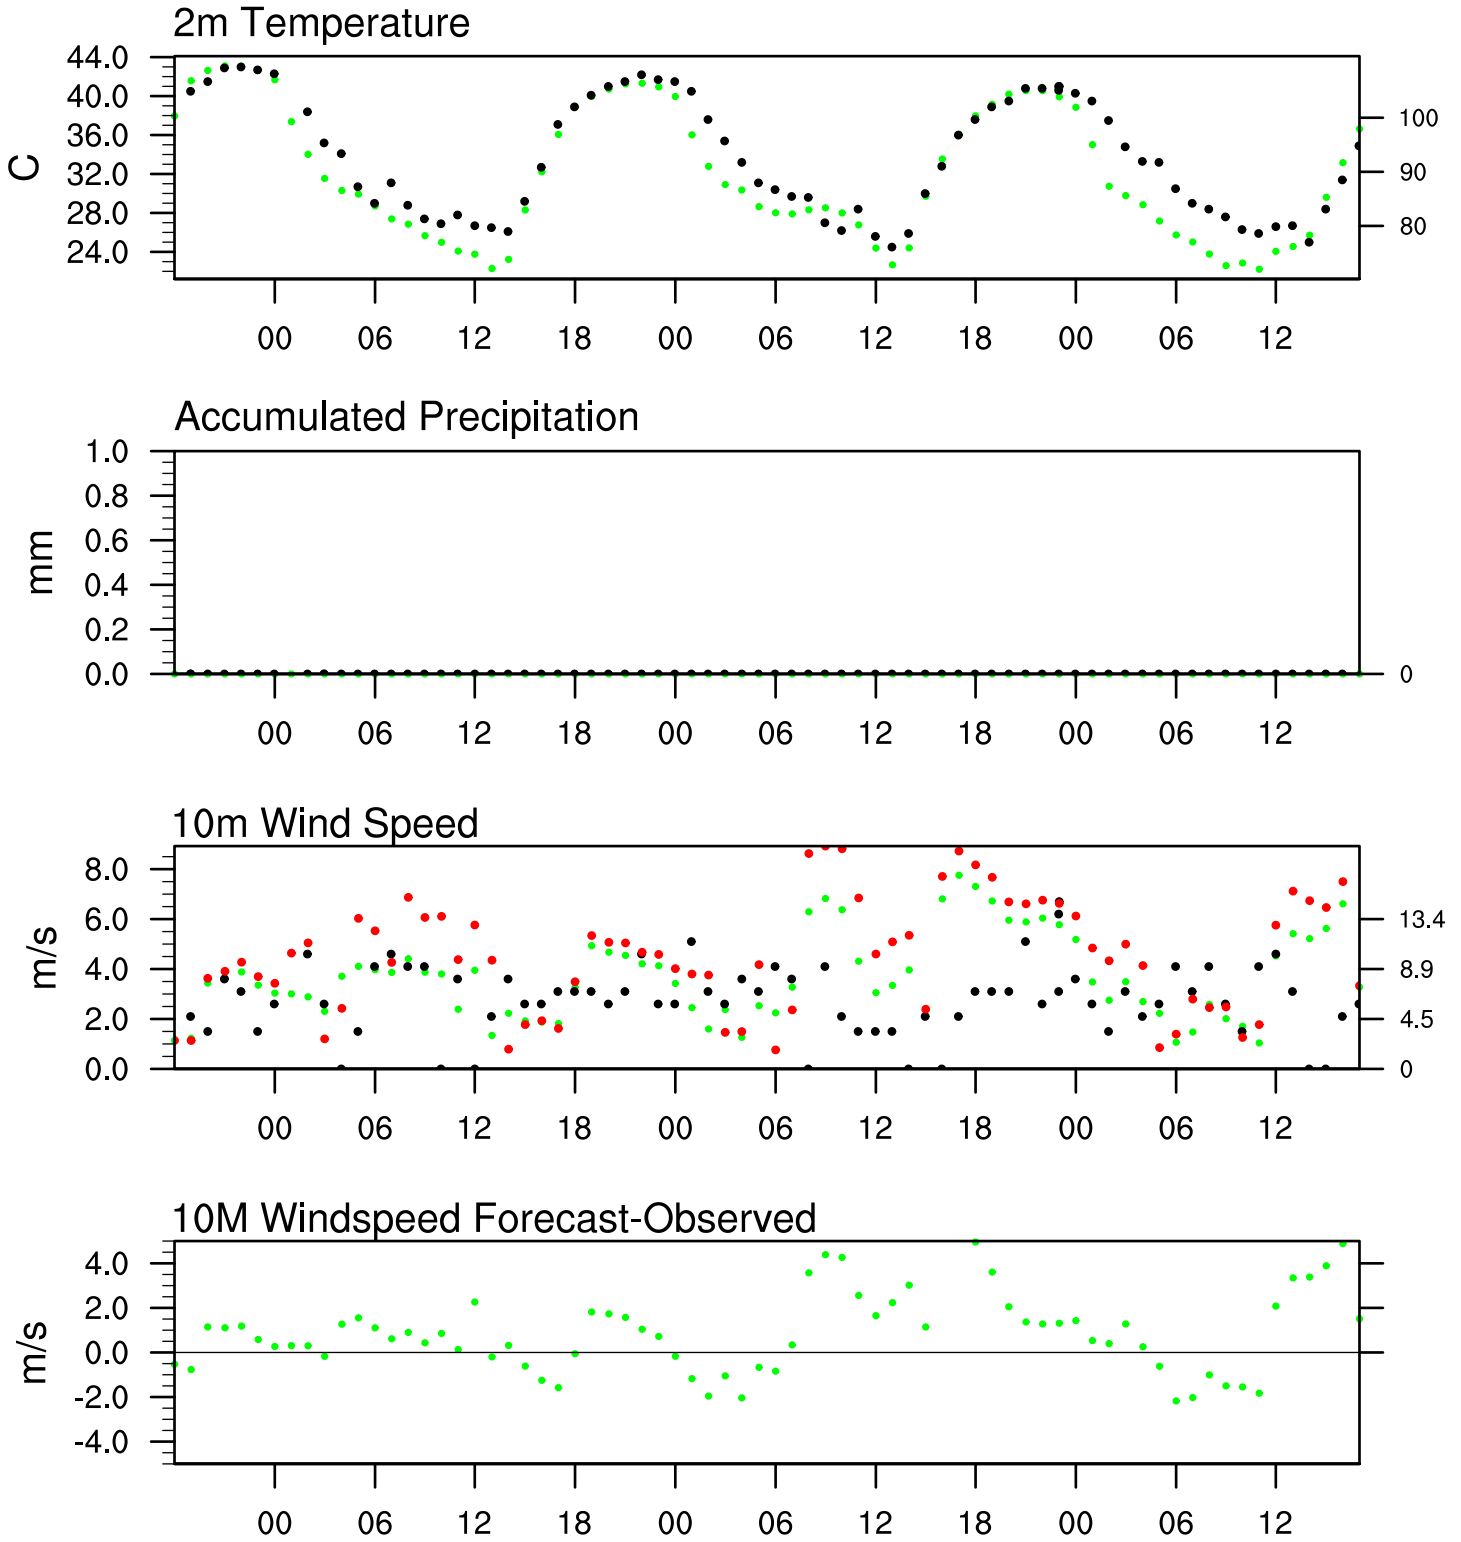 2m Temperature
44.0
40.0
36.0
32.0
28.0
24.0
C
100
90
80
00 06 12 18 00 06 12 18 00 06 12
Accumulated Precipitation
1.0
0.8
0.6
0.4
0.2
0.0
mm
0
00 06 12 18 00 06 12 18 00 06 12
10m Wind Speed
8.0
6.0
4.0
2.0
0.0
m/s
13.4
8.9
4.5
0
00 06 12 18 00 06 12 18 00 06 12
10M Windspeed Forecast-Observed
4.0
2.0
0.0
-2.0
-4.0
m/s
00 06 12 18 00 06 12 18 00 06 12